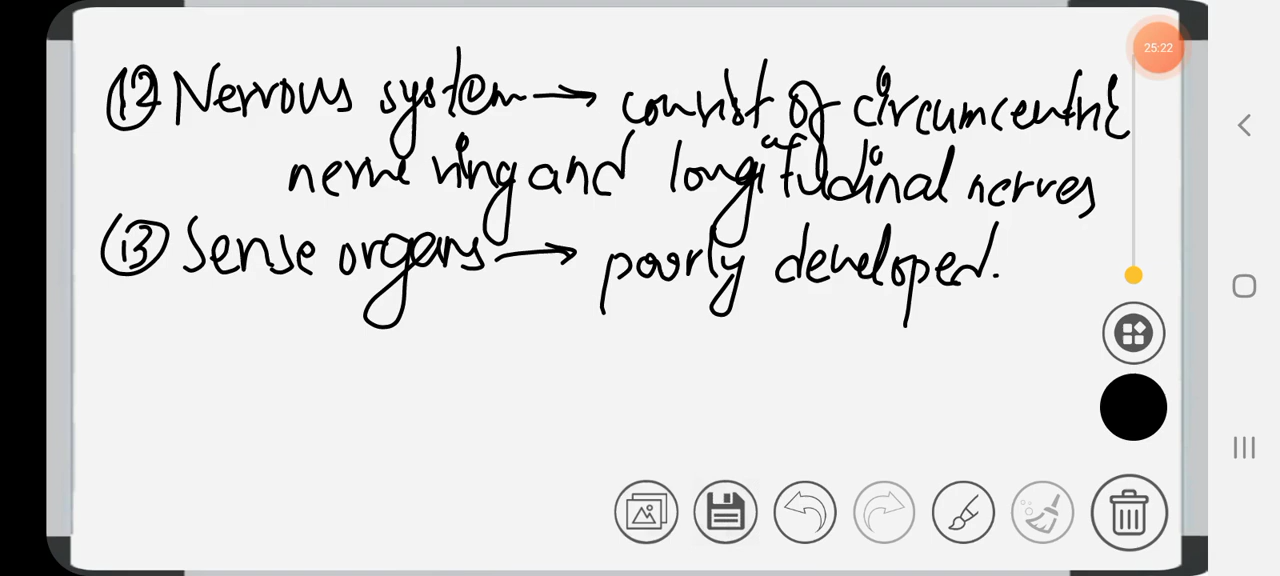 25:22
⑫ Nervous system → consist of circumcentric
nerve ring and longitudinal nerves
⑬ Sense organs → poorly developed.